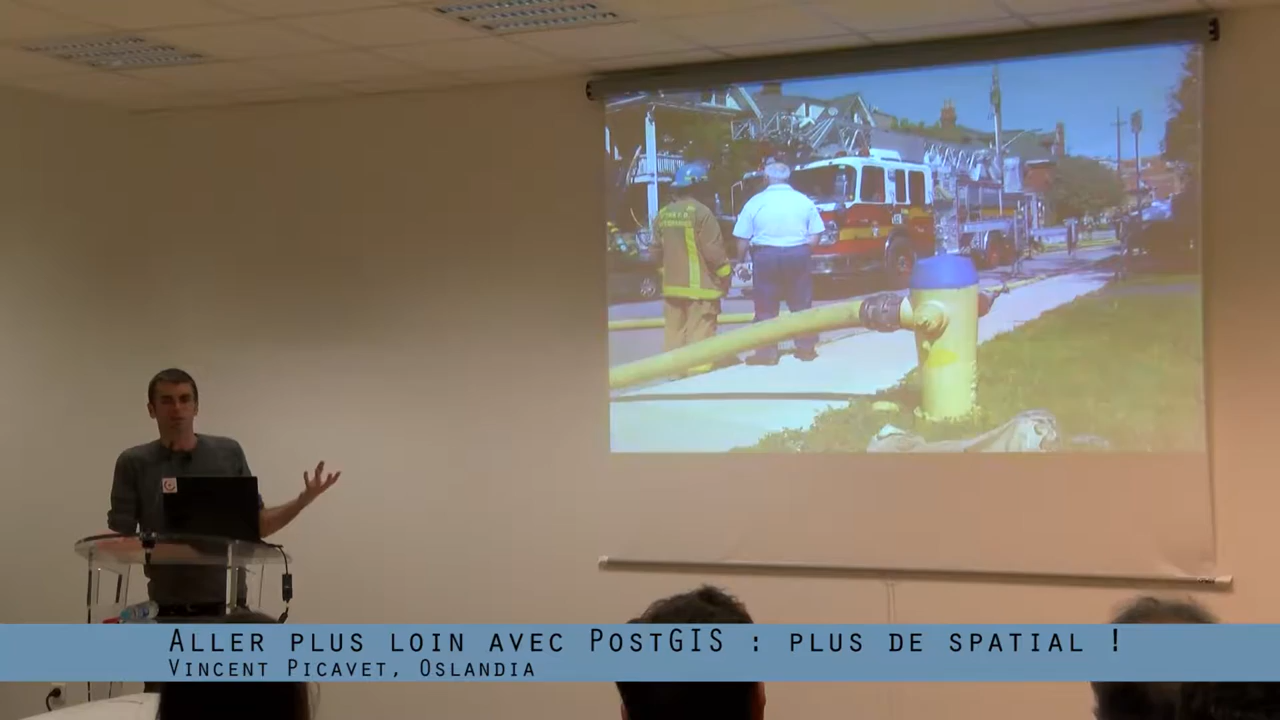 Aller plus loin avec PostGIS : plus de spatial !
Vincent Picavet, Oslandia